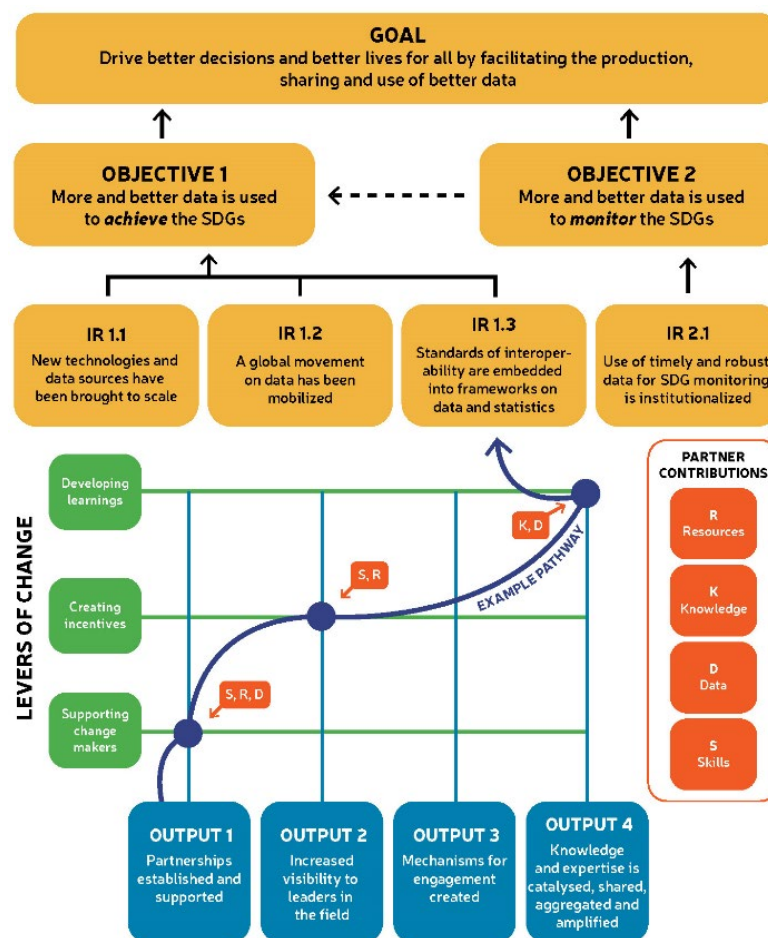 GOAL
Drive better decisions and better lives for all by facilitating the production,
sharing and use of better data
OBJECTIVE 1
More and better data is used
to achieve the SDGs
OBJECTIVE 2
More and better data is used
to monitor the SDGs
IR 1.1
New technologies and
data sources have
been brought to scale
IR 1.2
A global movement
on data has been
mobilized
IR 1.3
Standards of interoper-
ability are embedded
into frameworks on
data and statistics
IR 2.1
Use of timely and robust
data for SDG monitoring
is institutionalized
LEVERS OF CHANGE
Developing
learnings
Creating
incentives
Supporting
change
makers
K, D
S, R
S, R, D
EXAMPLE PATHWAY
PARTNER
CONTRIBUTIONS
R
Resources
K
Knowledge
D
Data
S
Skills
OUTPUT 1
Partnerships
established and
supported
OUTPUT 2
Increased
visibility to
leaders in
the field
OUTPUT 3
Mechanisms for
engagement
created
OUTPUT 4
Knowledge
and expertise is
catalysed, shared,
aggregated and
amplified